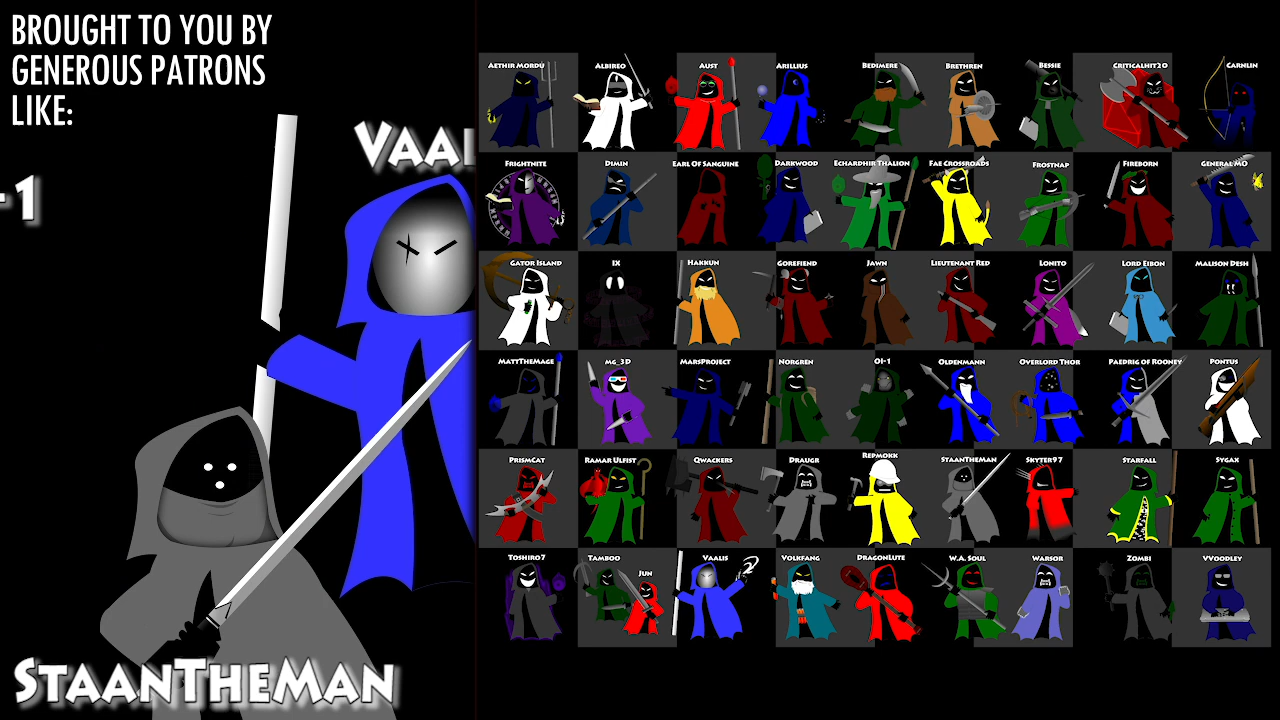 BROUGHT TO YOU BY
GENEROUS PATRONS
LIKE:
-1
VAAL
STAANTHEMAN
AETHIR MORDU ALBIREO AUST ARILLIUS BEDIMERE BRETHREN BESSIE CRITICALHIT20 CARNLIN
FRIGHTNITE DIMIN EARL OF SANGUINE DARKWOOD ECHARDHIR THALION FAE CROSSROADS FROSTNAP FIREBORN GENERAL MO
GATOR ISLAND IX HAKKUN GOREFIEND JAWN LIEUTENANT RED LONITO LORD EIBON MALISON DESH
MATTTHEMAGE MG_3D MARSPROJECT NORGREN OI-1 OLDENMANN OVERLORD THOR PAEDRIG OF ROONEY PONTUS
PRISMCAT RAMAR ULFIST QWACKERS DRAUGR REPMOKK STAANTHEMAN SKYTER97 STARFALL SYGAX
TOSHIRO7 TAMBOO JUN VAALIS VOLKFANG DRAGONLUTE W.A. SOUL WARSOR ZOMBI VVOODLEY